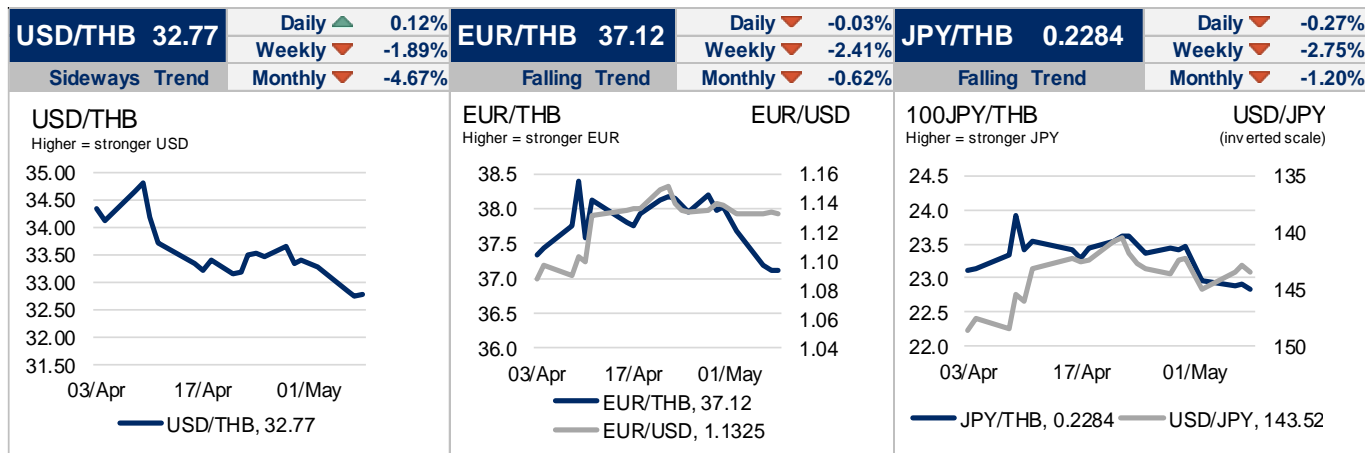 USD/THB 32.77
Daily 0.12%
Weekly -1.89%
Sideways Trend
Monthly -4.67%
USD/THB
Higher = stronger USD
35.00
34.50
34.00
33.50
33.00
32.50
32.00
31.50
03/Apr 17/Apr 01/May
USD/THB, 32.77
EUR/THB 37.12
Daily -0.03%
Weekly -2.41%
Falling Trend
Monthly -0.62%
EUR/THB EUR/USD
Higher = stronger EUR
38.5 1.16
38.0 1.14
37.5 1.12
37.0 1.10
36.5 1.08
36.0 1.06
1.04
03/Apr 17/Apr 01/May
EUR/THB, 37.12
EUR/USD, 1.1325
JPY/THB 0.2284
Daily -0.27%
Weekly -2.75%
Falling Trend
Monthly -1.20%
100JPY/THB USD/JPY
Higher = stronger JPY (inverted scale)
24.5 135
24.0
23.5 140
23.0
22.5 145
22.0 150
03/Apr 17/Apr 01/May
JPY/THB, 0.2284 USD/JPY, 143.52